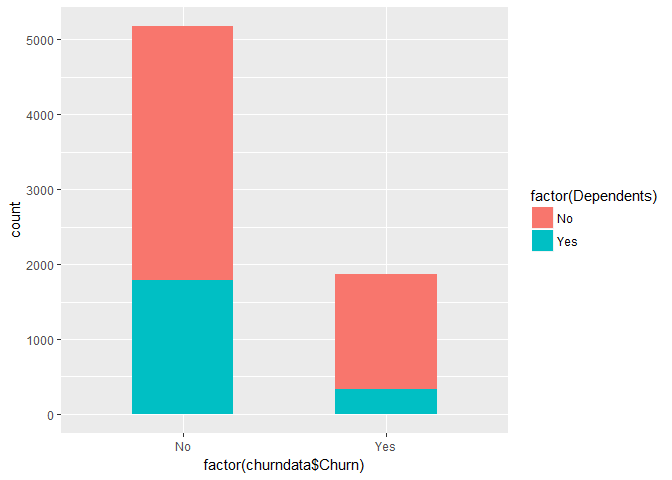 5000
4000
3000
2000
1000
0
count
No
Yes
factor(churndata$Churn)
factor(Dependents)
No
Yes